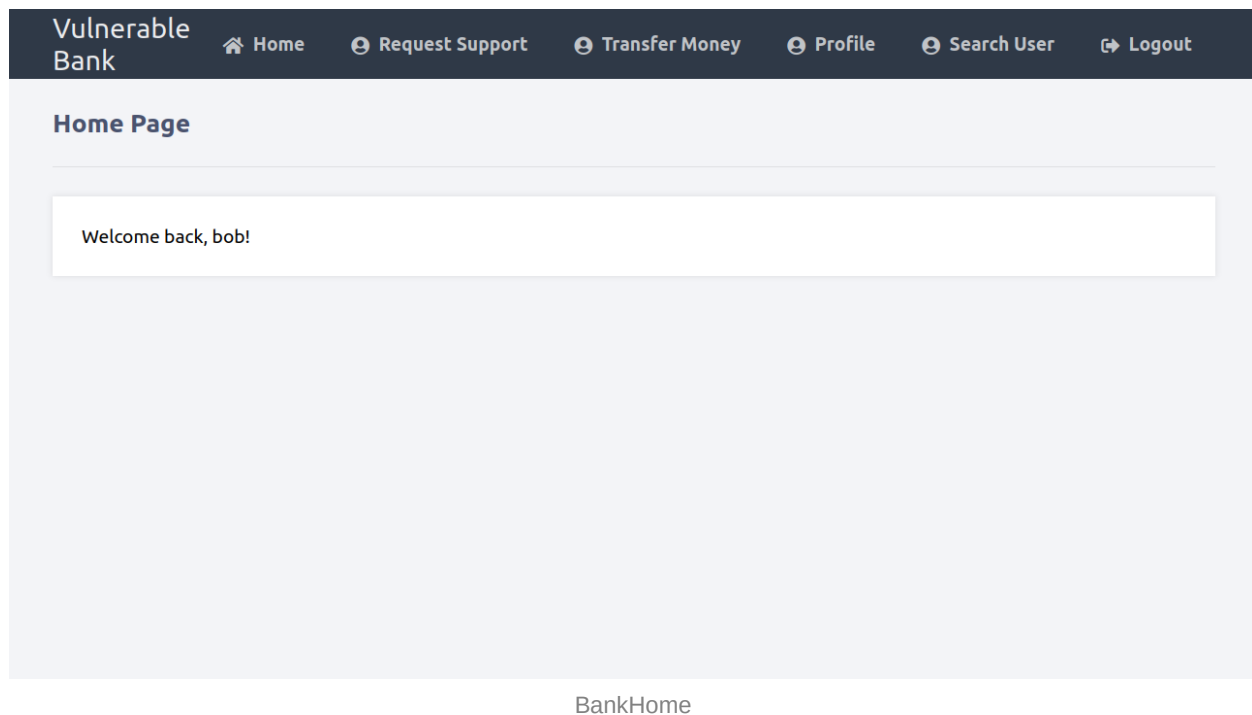 Vulnerable
Bank
Home
Request Support
Transfer Money
Profile
Search User
Logout
Home Page
Welcome back, bob!
BankHome